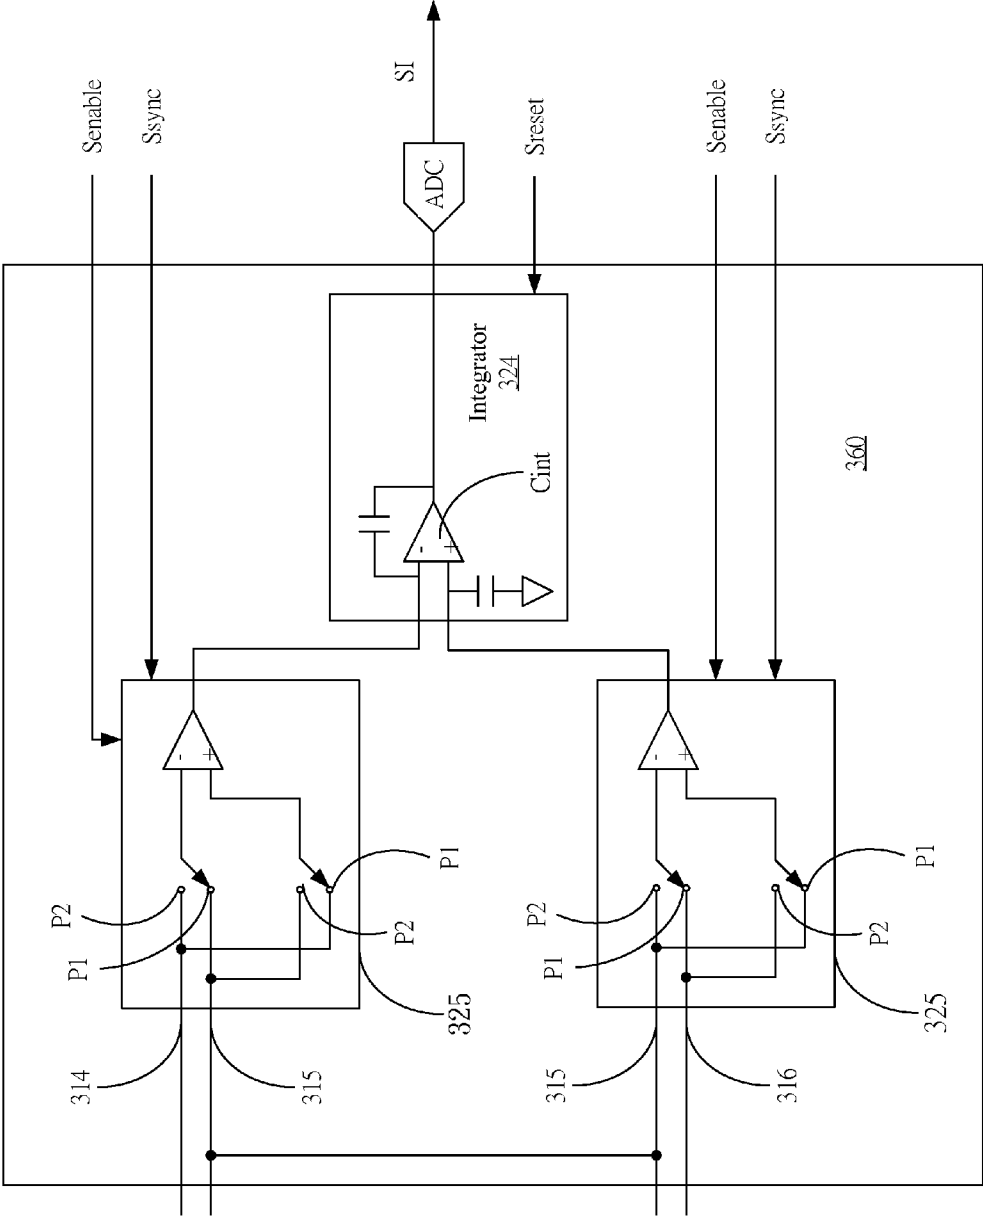 Senable
Ssync
SI
ADC
Sreset
Senable
Ssync
Integrator
324
360
Cint
-
+
-
+
-
+
P2
P1
P1
P2
P2
P1
P1
P2
325
325
314
315
315
316